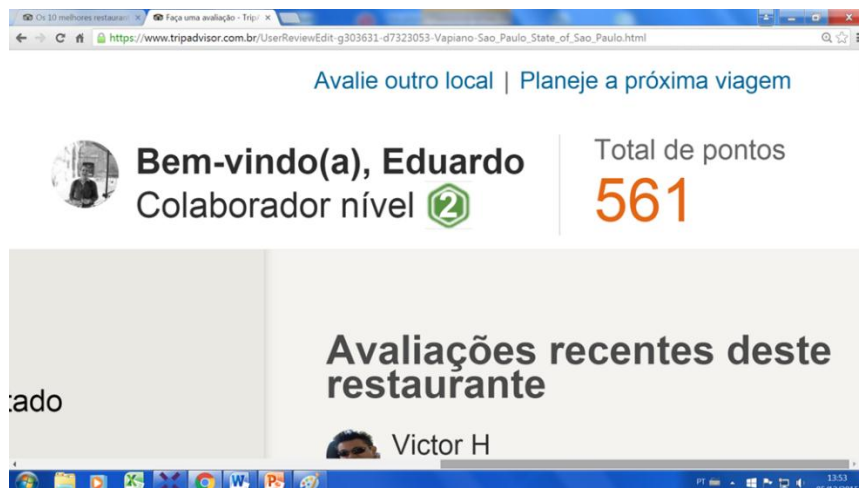 Os 10 melhores restauran
Faça uma avaliação - Trip/
https://www.tripadvisor.com.br/UserReviewEdit-g303631-d7323053-Vapiano-Sao_Paulo_State_of_Sao_Paulo.html
Avalie outro local | Planeje a próxima viagem
Bem-vindo(a), Eduardo
Colaborador nível 2
Total de pontos
561
Avaliações recentes deste
restaurante
tado
Victor H
PT
13:53